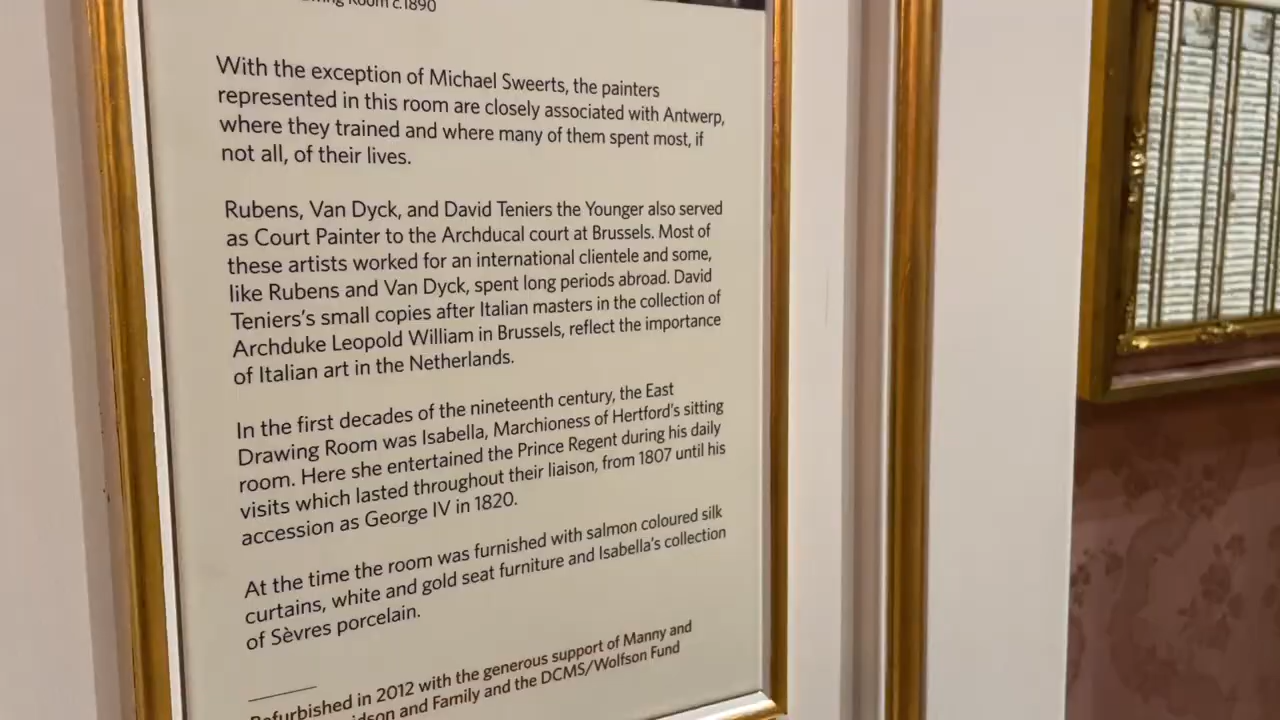 Room c.1890
With the exception of Michael Sweerts, the painters
represented in this room are closely associated with Antwerp,
where they trained and where many of them spent most, if
not all, of their lives.
Rubens, Van Dyck, and David Teniers the Younger also served
as Court Painter to the Archducal court at Brussels. Most of
these artists worked for an international clientele and some,
like Rubens and Van Dyck, spent long periods abroad. David
Teniers's small copies after Italian masters in the collection of
Archduke Leopold William in Brussels, reflect the importance
of Italian art in the Netherlands.
In the first decades of the nineteenth century, the East
Drawing Room was Isabella, Marchioness of Hertford's sitting
room. Here she entertained the Prince Regent during his daily
visits which lasted throughout their liaison, from 1807 until his
accession as George IV in 1820.
At the time the room was furnished with salmon coloured silk
curtains, white and gold seat furniture and Isabella's collection
of Sèvres porcelain.
Refurbished in 2012 with the generous support of Manny and
and Family and the DCMS/Wolfson Fund